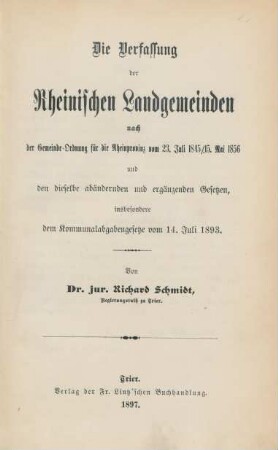 Die Verfassung
der
Rheinischen Landgemeinden
nach
der Gemeinde-Ordnung für die Rheinprovinz vom 23. Juli 1845/15. Mai 1856
und
den dieselbe abändernden und ergänzenden Gesetzen,
insbesondere
dem Kommunalabgabengesetze vom 14. Juli 1893.
Von
Dr. jur. Richard Schmidt,
Regierungsrath zu Trier.
Trier.
Verlag der Fr. Lintz'schen Buchhandlung.
1897.